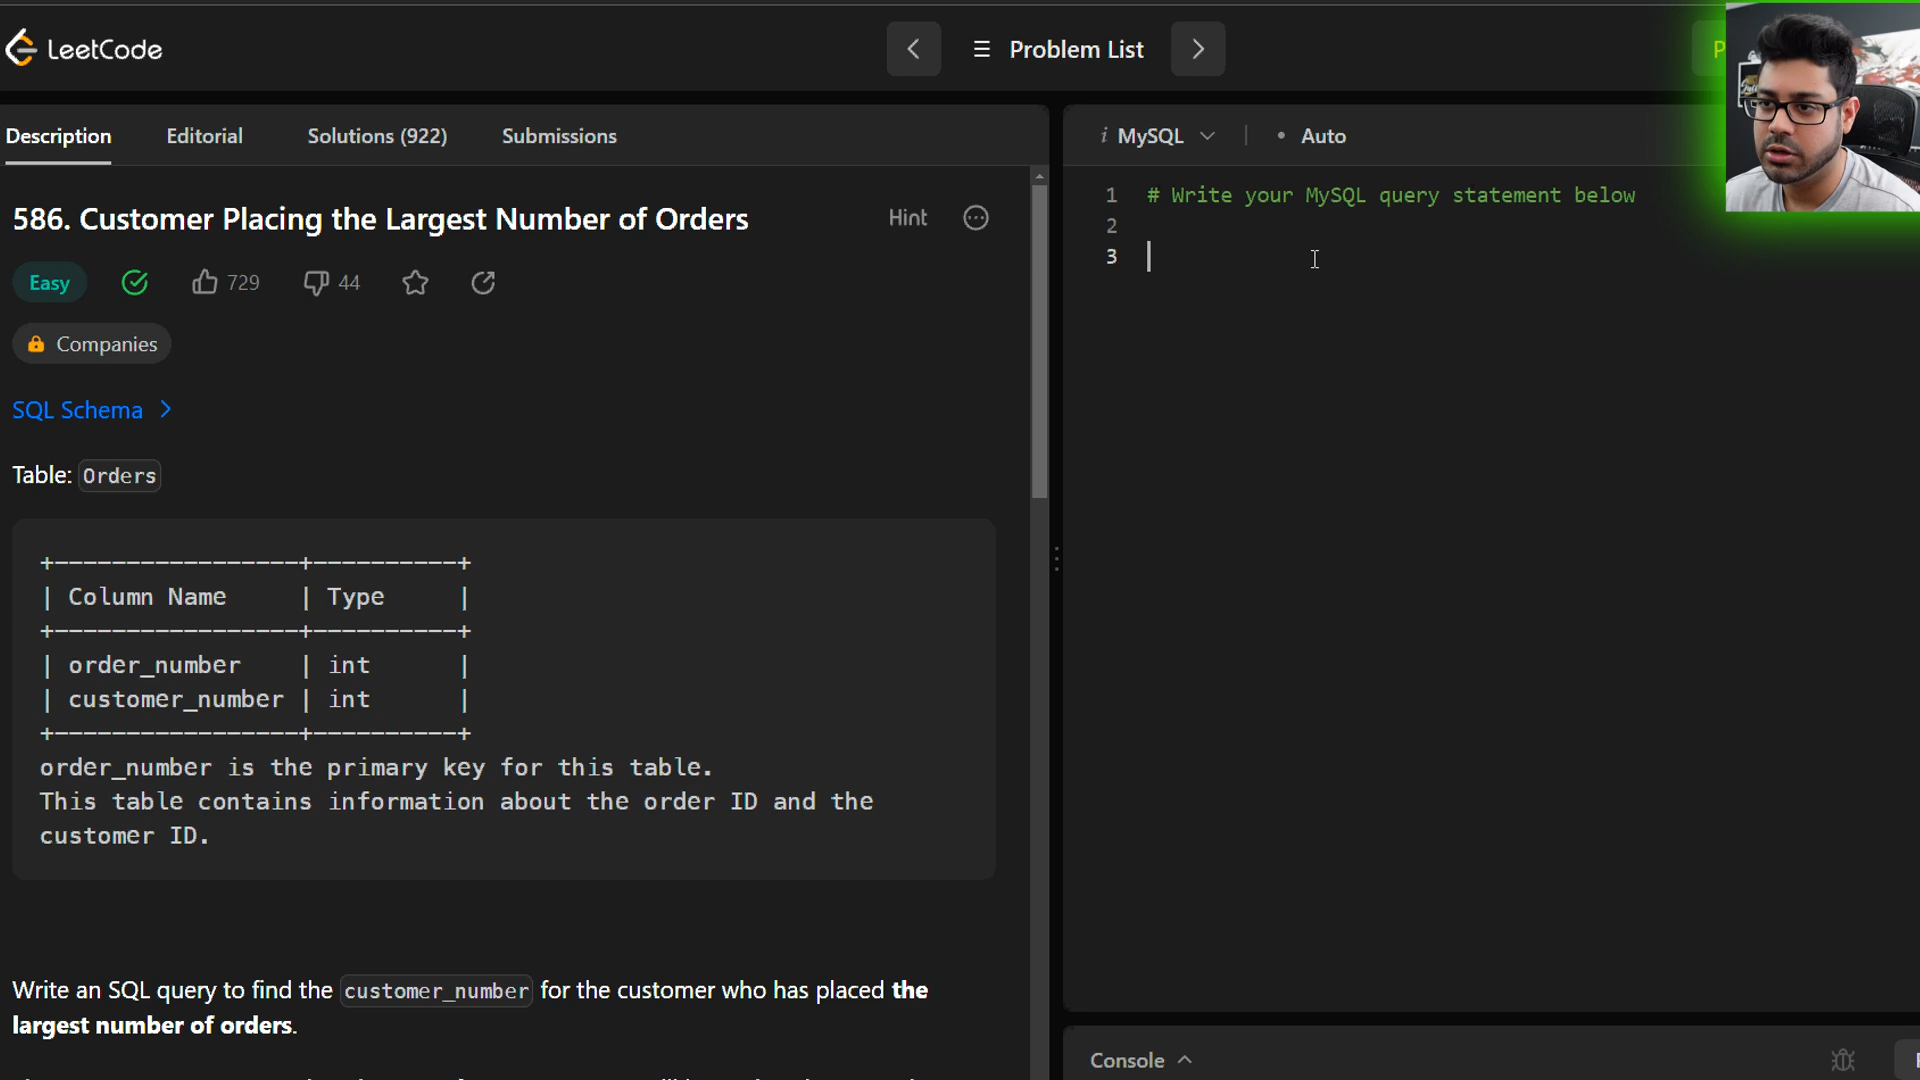 LeetCode
Problem List
Description Editorial Solutions (922) Submissions
MySQL Auto
586. Customer Placing the Largest Number of Orders
Hint
Easy 729 44
Companies
SQL Schema
Table: Orders
+-----------------+----------+
| Column Name     | Type     |
+-----------------+----------+
| order_number    | int      |
| customer_number | int      |
+-----------------+----------+
order_number is the primary key for this table.
This table contains information about the order ID and the
customer ID.
Write an SQL query to find the customer_number for the customer who has placed the
largest number of orders.
1 # Write your MySQL query statement below
2
3
Console